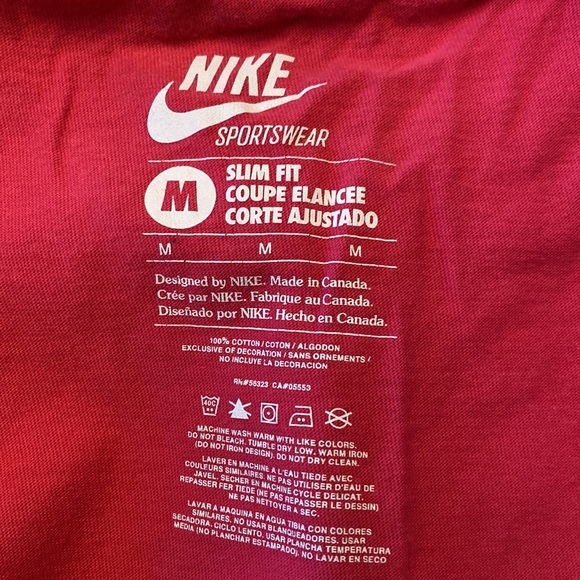 NIKE
SPORTSWEAR
M
SLIM FIT
COUPE ELANCEE
CORTE AJUSTADO
M M M
Designed by NIKE. Made in Canada.
Crée par NIKE. Fabrique au Canada.
Diseñado por NIKE. Hecho en Canada.
100% COTTON / COTON / ALGODON
EXCLUSIVE OF DECORATION / SANS ORNEMENTS /
NO INCLUYE LA DECORACION
RN#56323 CA#05553
40C
MACHINE WASH WARM WITH LIKE COLORS.
DO NOT BLEACH. TUMBLE DRY LOW. WARM IRON
(DO NOT IRON DESIGN). DO NOT DRY CLEAN.
LAVER EN MACHINE A L'EAU TIEDE AVEC
COULEURS SIMILAIRES. NE PAS UTILISER D'EAU DE
JAVEL. SECHER EN MACHINE CYCLE DELICAT.
REPASSER FER TIEDE (NE PAS REPASSER LE DESSIN)
NE PAS NETTOYER A SEC.
LAVAR A MAQUINA EN AGUA TIBIA CON COLORES
SIMILARES. NO USAR BLANQUEADORES. USAR
SECADORA, CICLO LENTO. USAR PLANCHA TEMPERATURA
MEDIA (NO PLANCHAR ESTAMPADO). NO LAVAR EN SECO